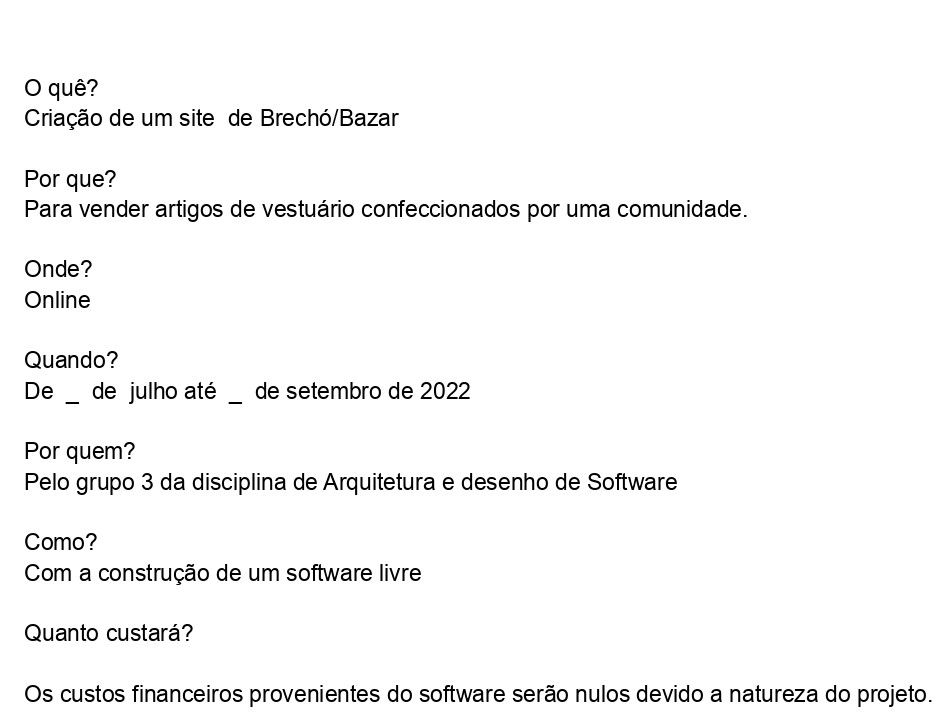 O quê?
Criação de um site  de Brechó/Bazar
Por que?
Para vender artigos de vestuário confeccionados por uma comunidade.
Onde?
Online
Quando?
De  _  de  julho até  _  de setembro de 2022
Por quem?
Pelo grupo 3 da disciplina de Arquitetura e desenho de Software
Como?
Com a construção de um software livre
Quanto custará?
Os custos financeiros provenientes do software serão nulos devido a natureza do projeto.